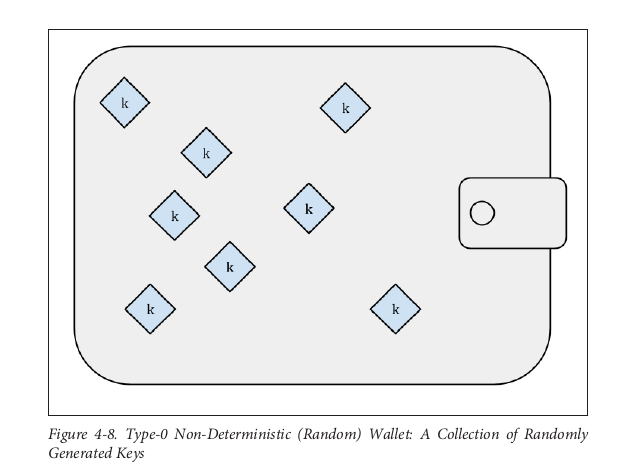 k
k
k
k
k
k
k
k
Figure 4-8. Type-0 Non-Deterministic (Random) Wallet: A Collection of Randomly
Generated Keys